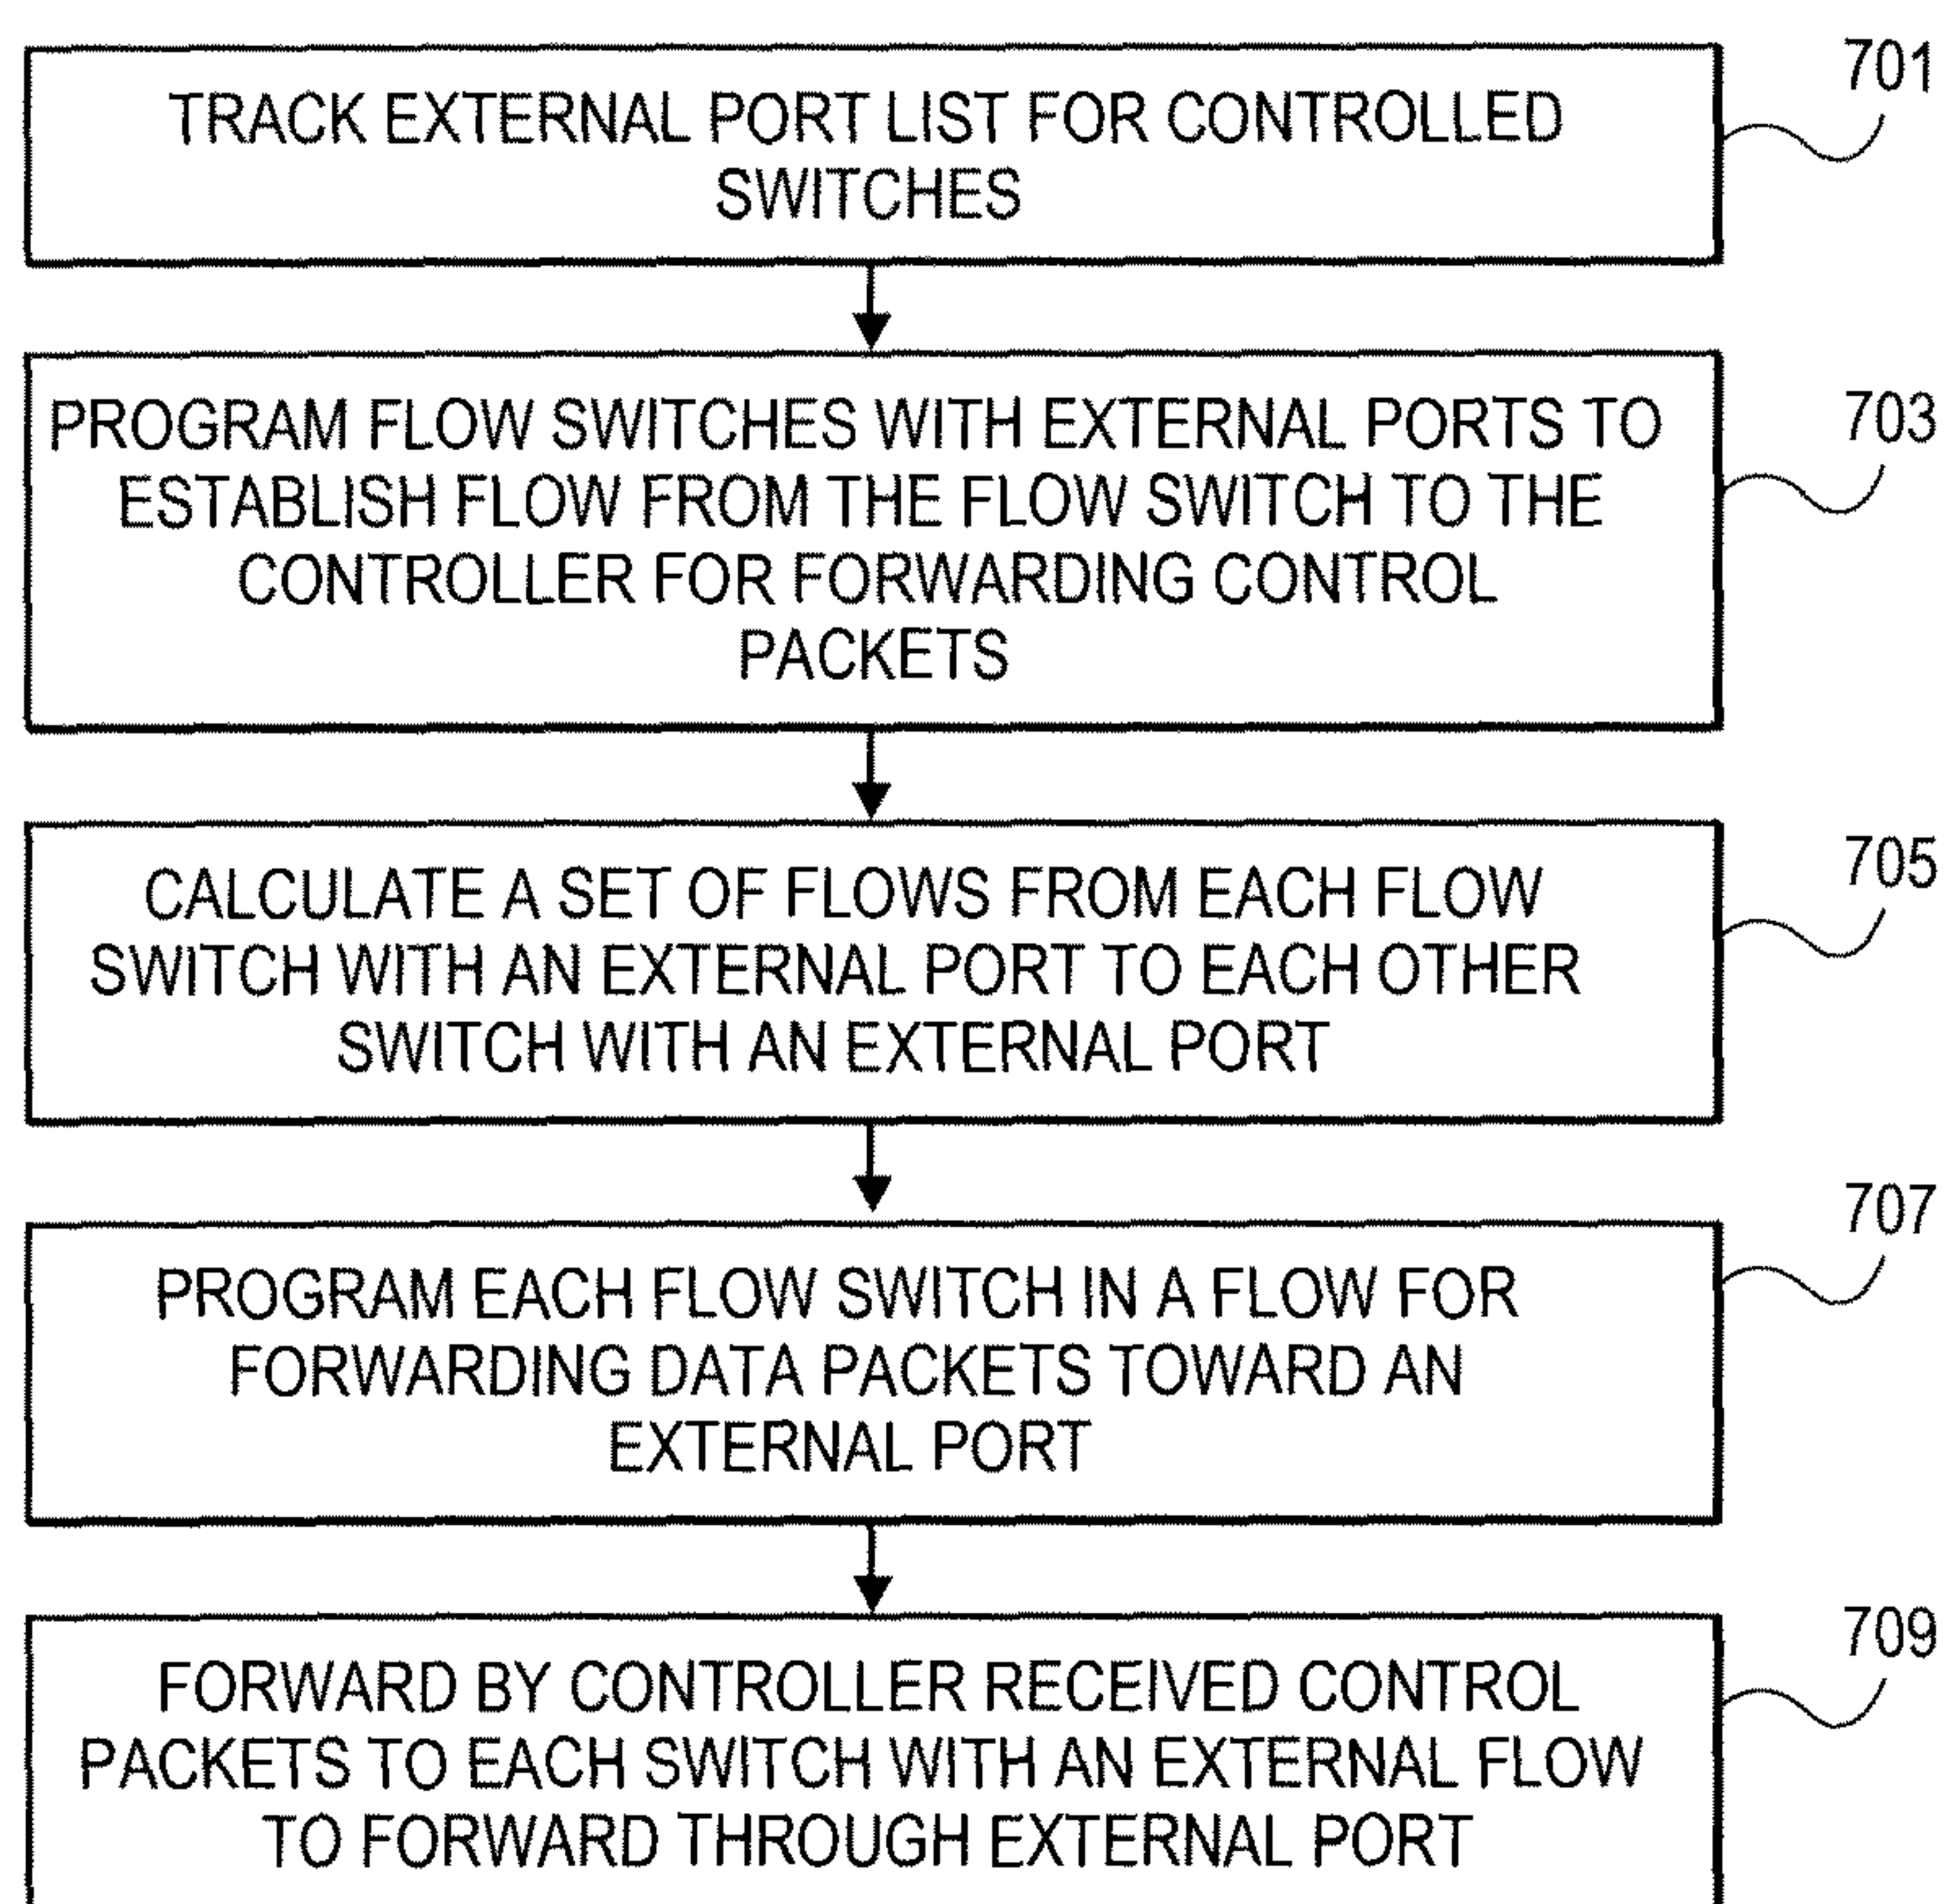 701
TRACK EXTERNAL PORT LIST FOR CONTROLLED
SWITCHES
703
PROGRAM FLOW SWITCHES WITH EXTERNAL PORTS TO
ESTABLISH FLOW FROM THE FLOW SWITCH TO THE
CONTROLLER FOR FORWARDING CONTROL
PACKETS
705
CALCULATE A SET OF FLOWS FROM EACH FLOW
SWITCH WITH AN EXTERNAL PORT TO EACH OTHER
SWITCH WITH AN EXTERNAL PORT
707
PROGRAM EACH FLOW SWITCH IN A FLOW FOR
FORWARDING DATA PACKETS TOWARD AN
EXTERNAL PORT
709
FORWARD BY CONTROLLER RECEIVED CONTROL
PACKETS TO EACH SWITCH WITH AN EXTERNAL FLOW
TO FORWARD THROUGH EXTERNAL PORT